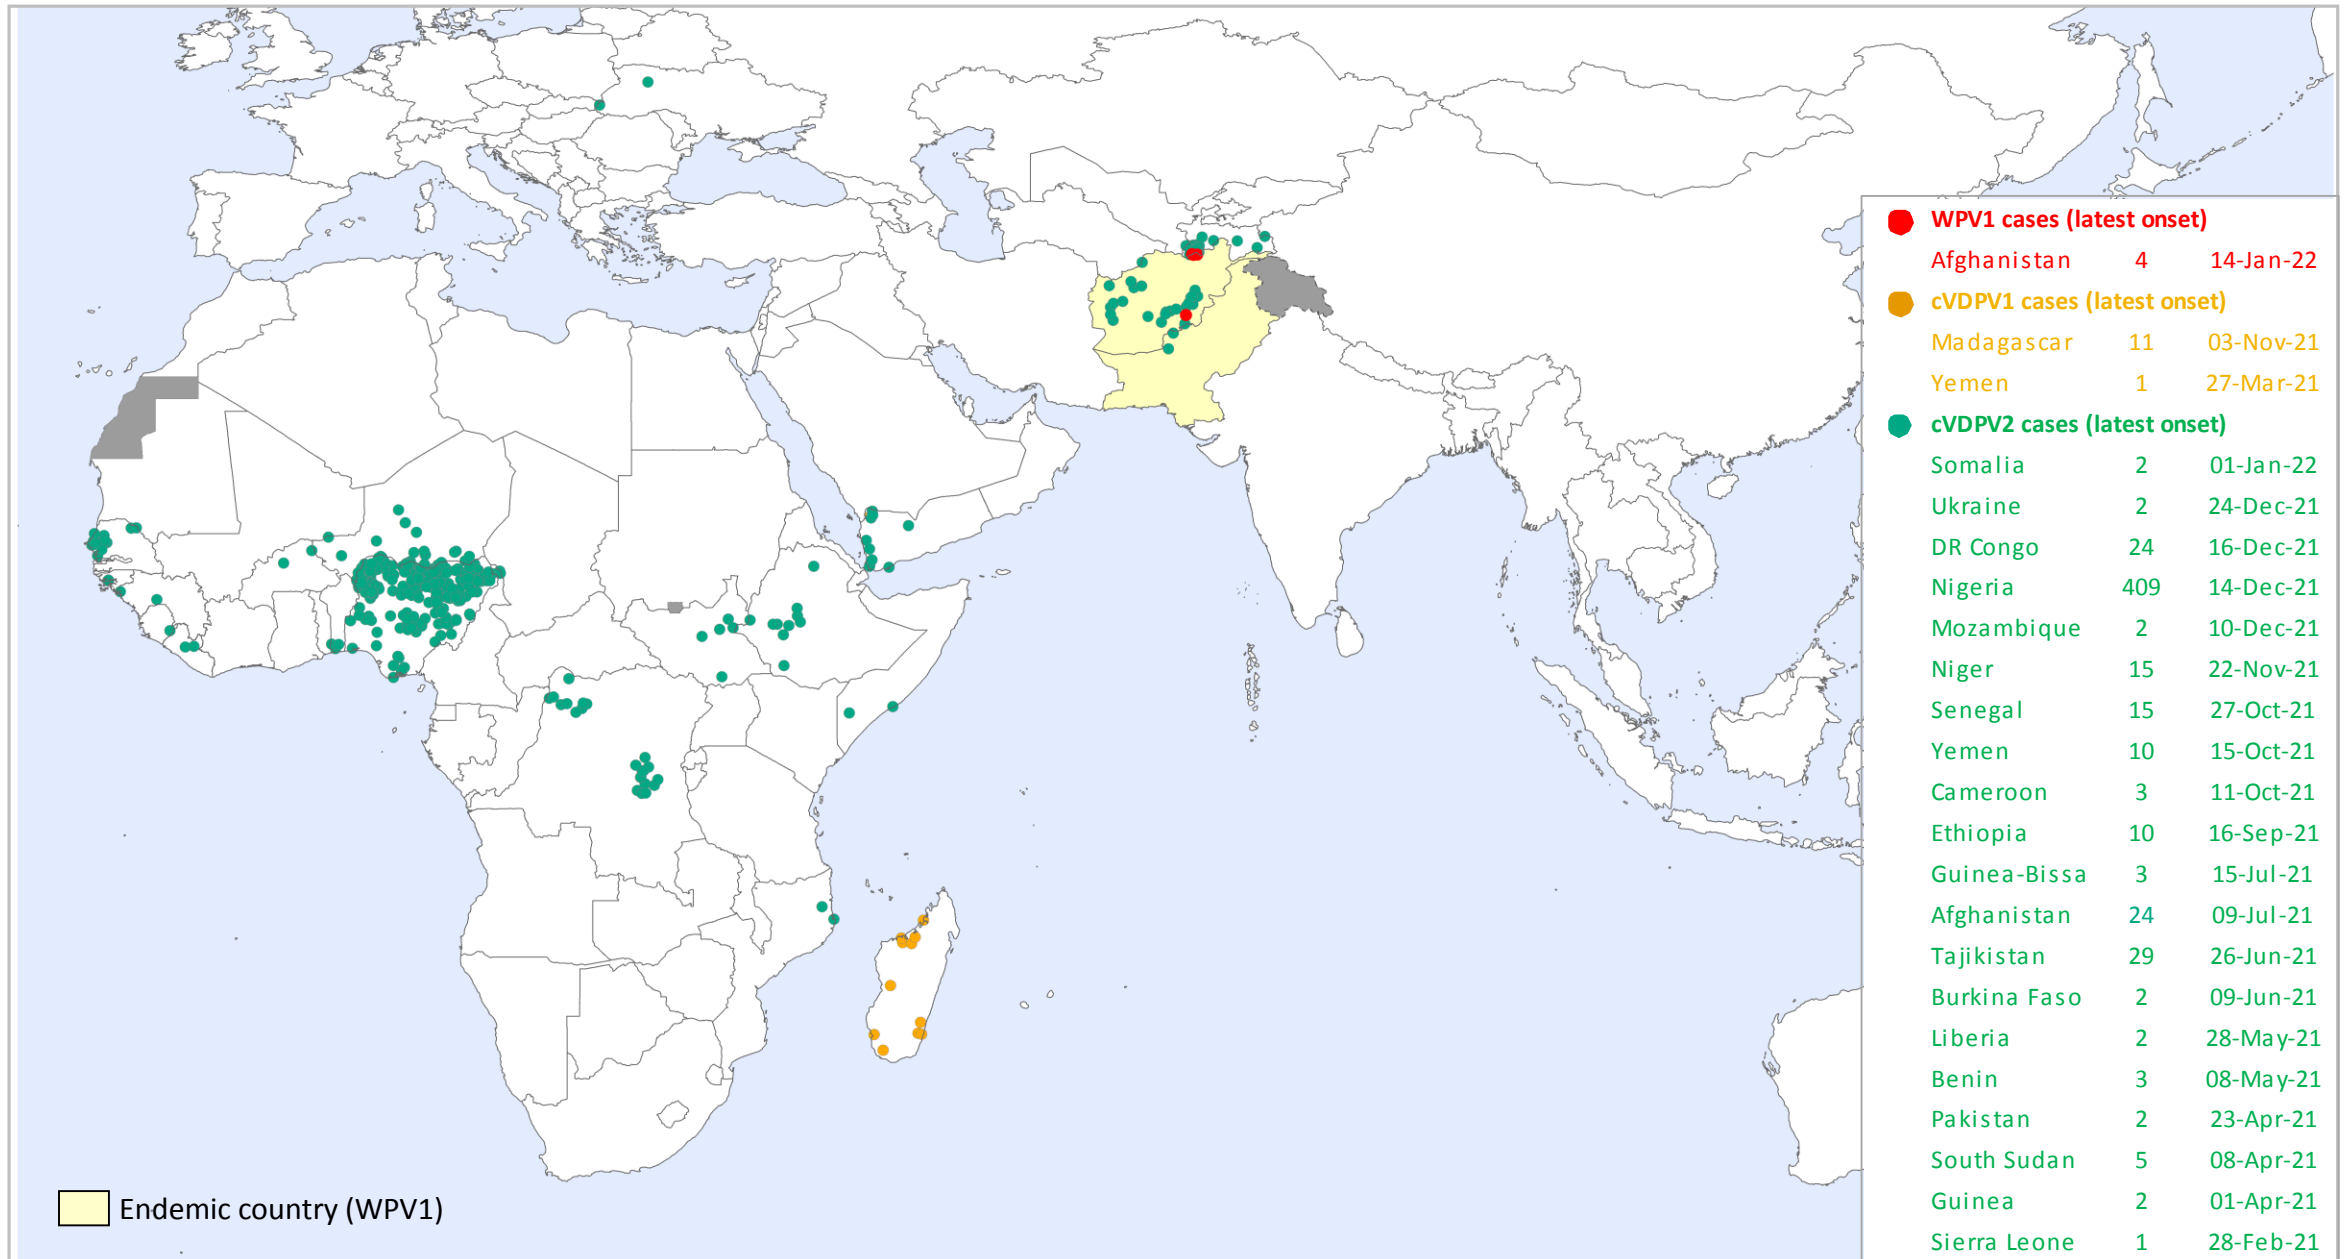 WPV1 cases (latest onset)
Afghanistan 4 14-Jan-22
cVDPV1 cases (latest onset)
Madagascar 11 03-Nov-21
Yemen 1 27-Mar-21
cVDPV2 cases (latest onset)
Somalia 2 01-Jan-22
Ukraine 2 24-Dec-21
DR Congo 24 16-Dec-21
Nigeria 409 14-Dec-21
Mozambique 2 10-Dec-21
Niger 15 22-Nov-21
Senegal 15 27-Oct-21
Yemen 10 15-Oct-21
Cameroon 3 11-Oct-21
Ethiopia 10 16-Sep-21
Guinea-Bissa 3 15-Jul-21
Afghanistan 24 09-Jul-21
Tajikistan 29 26-Jun-21
Burkina Faso 2 09-Jun-21
Liberia 2 28-May-21
Benin 3 08-May-21
Pakistan 2 23-Apr-21
South Sudan 5 08-Apr-21
Guinea 2 01-Apr-21
Sierra Leone 1 28-Feb-21
Endemic country (WPV1)